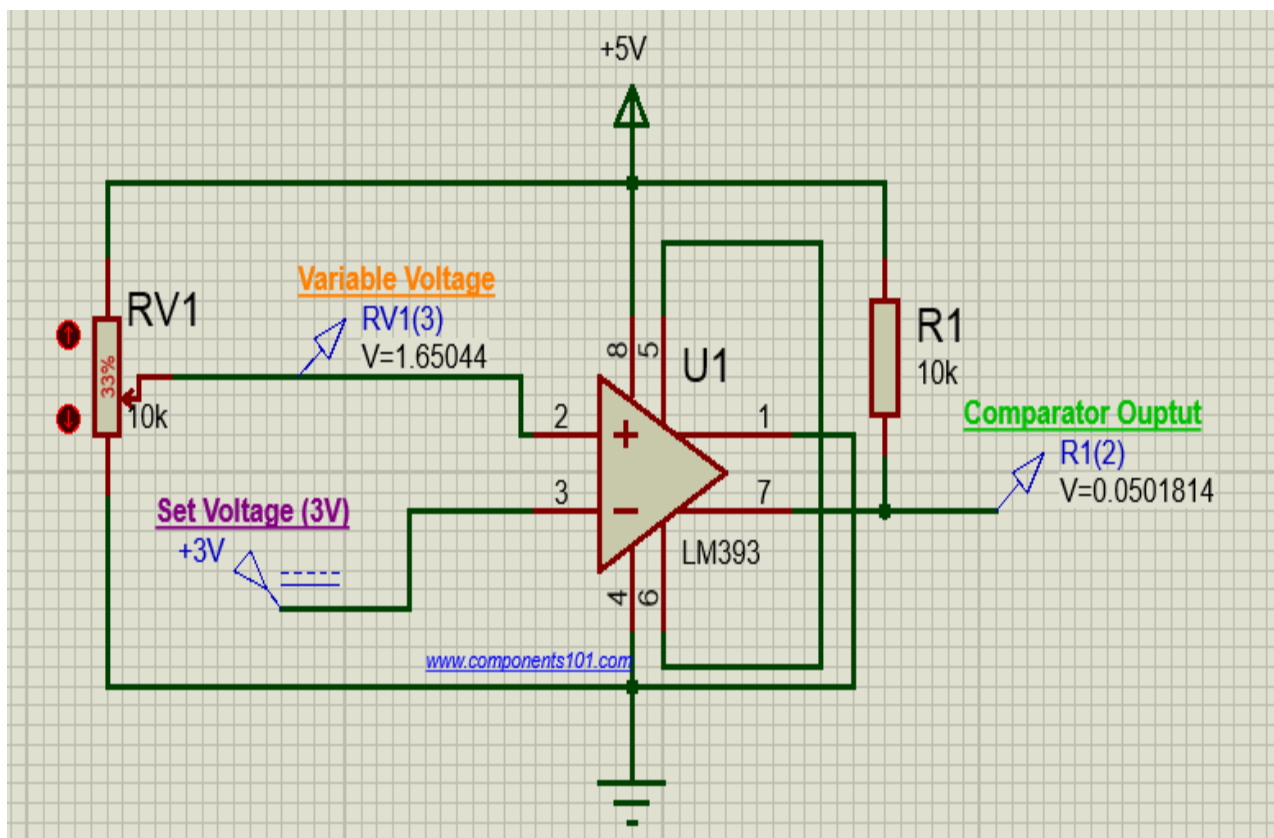 +5V
Variable Voltage
RV1
RV1(3)
V=1.65044
33%
10k
8
5
U1
R1
10k
2
+
1
Comparator Ouptut
R1(2)
V=0.0501814
Set Voltage (3V)
+3V
3
−
7
LM393
4
6
www.components101.com